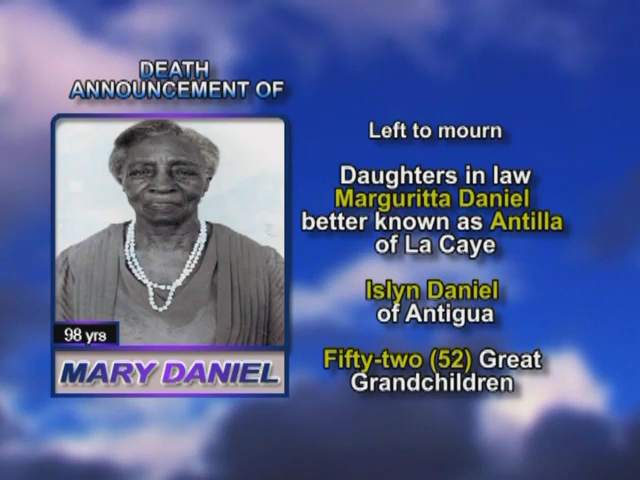 DEATH
ANNOUNCEMENT OF
98 yrs
MARY DANIEL
Left to mourn
Daughters in law
Marguritta Daniel
better known as Antilla
of La Caye
Islyn Daniel
of Antigua
Fifty-two (52) Great
Grandchildren